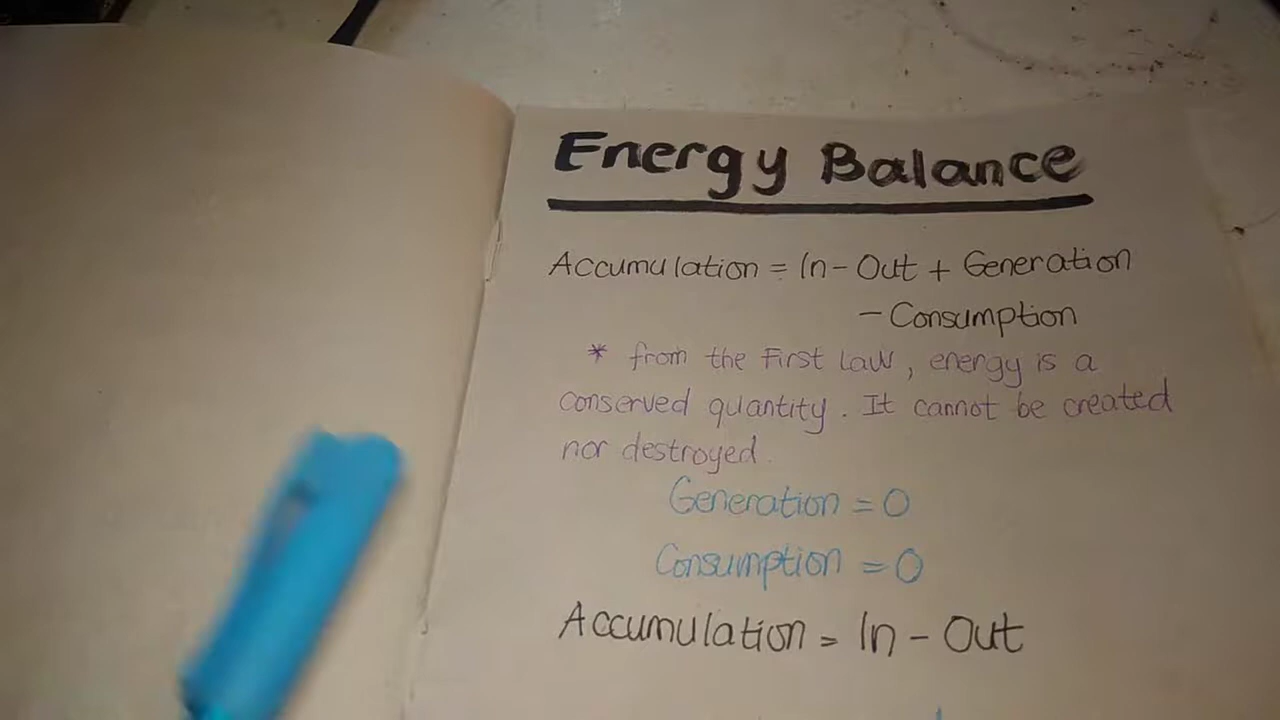 Energy Balance
Accumulation = In - Out + Generation
- Consumption
* from the First law, energy is a
conserved quantity. It cannot be created
nor destroyed.
Generation = 0
Consumption = 0
Accumulation = In - Out